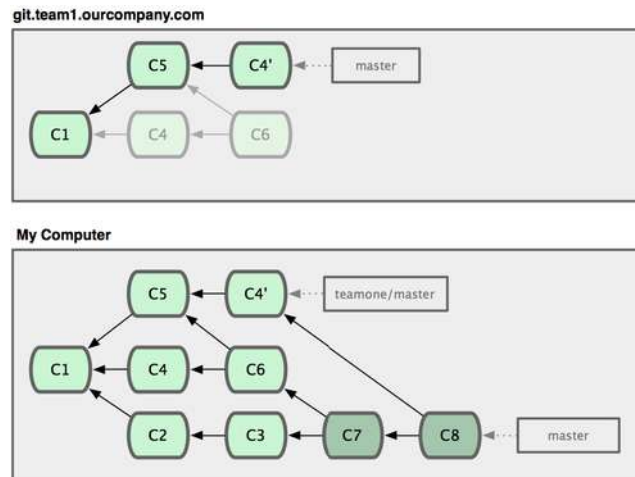 git.team1.ourcompany.com
C5 C4' master
C1 C4 C6
My Computer
C5 C4' teamone/master
C1 C4 C6
C2 C3 C7 C8 master